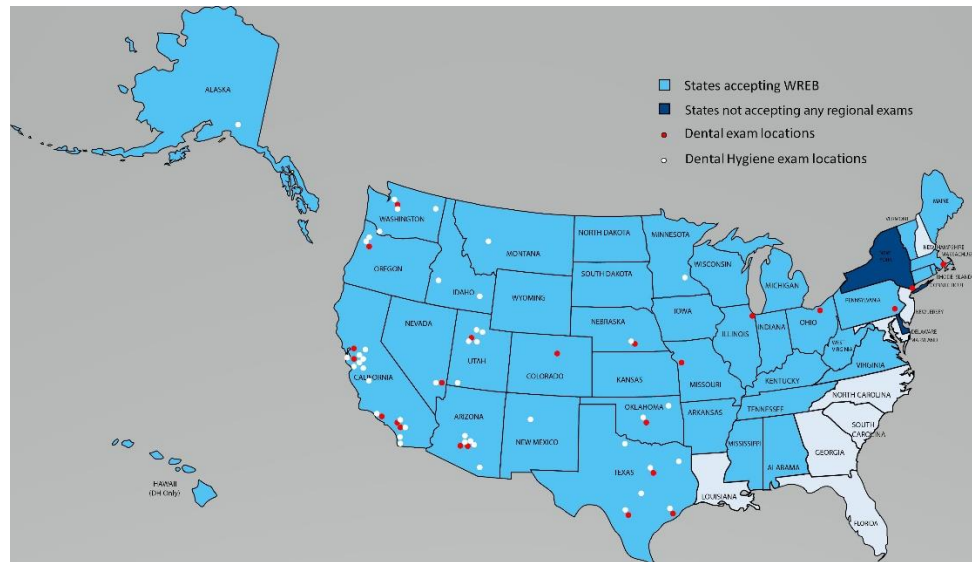 ALASKA
States accepting WREB
States not accepting any regional exams
Dental exam locations
Dental Hygiene exam locations
WASHINGTON
MONTANA
NORTH DAKOTA
MINNESOTA
MAINE
VERMONT
NEW HAMPSHIRE
OREGON
IDAHO
SOUTH DAKOTA
WISCONSIN
MICHIGAN
RHODE ISLAND
WYOMING
IOWA
PENNSYLVANIA
NEW JERSEY
NEVADA
NEBRASKA
ILLINOIS
INDIANA
OHIO
DELAWARE
MARYLAND
UTAH
COLORADO
KANSAS
MISSOURI
WEST
VIRGINIA
VIRGINIA
CALIFORNIA
KENTUCKY
NORTH CAROLINA
ARIZONA
NEW MEXICO
OKLAHOMA
ARKANSAS
TENNESSEE
SOUTH
CAROLINA
MISSISSIPPI
ALABAMA
GEORGIA
TEXAS
LOUISIANA
FLORIDA
HAWAII
(DH Only)